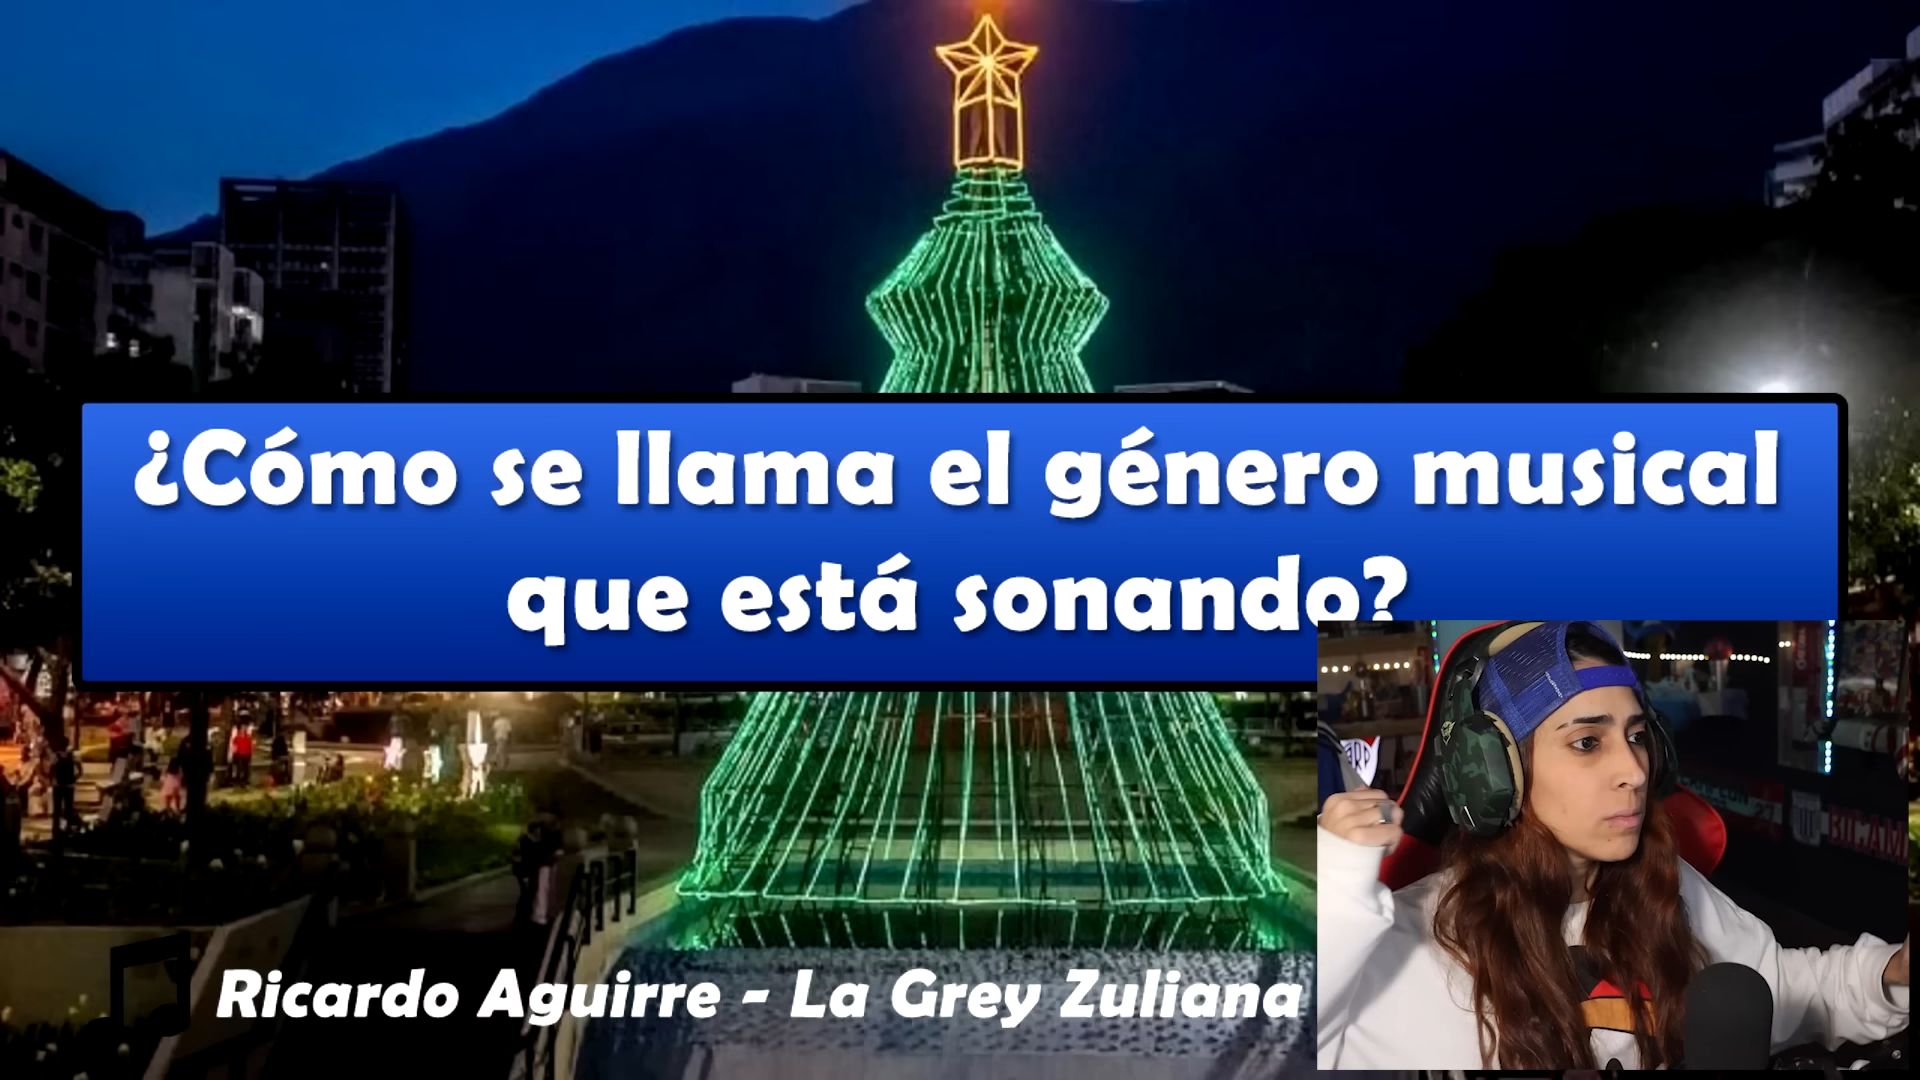 ¿Cómo se llama el género musical
que está sonando?
Ricardo Aguirre - La Grey Zuliana